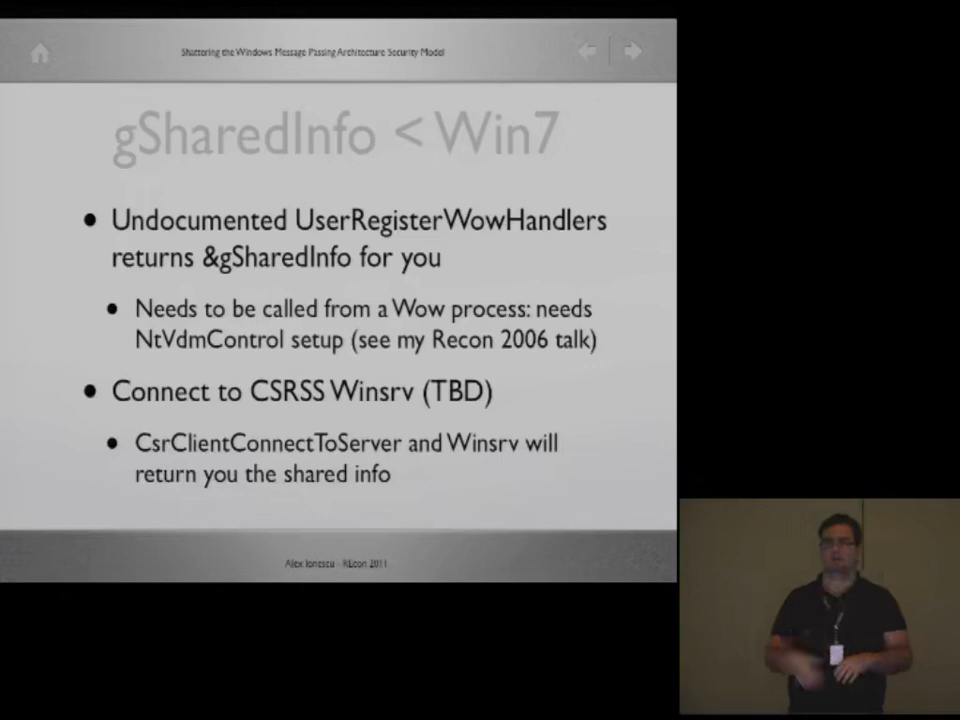 Shattering the Windows Message Passing Architecture Security Model
gSharedInfo < Win7
• Undocumented UserRegisterWowHandlers
returns &gSharedInfo for you
• Needs to be called from a Wow process: needs
NtVdmControl setup (see my Recon 2006 talk)
• Connect to CSRSS Winsrv (TBD)
• CsrClientConnectToServer and Winsrv will
return you the shared info
Alex Ionescu - REcon 2011